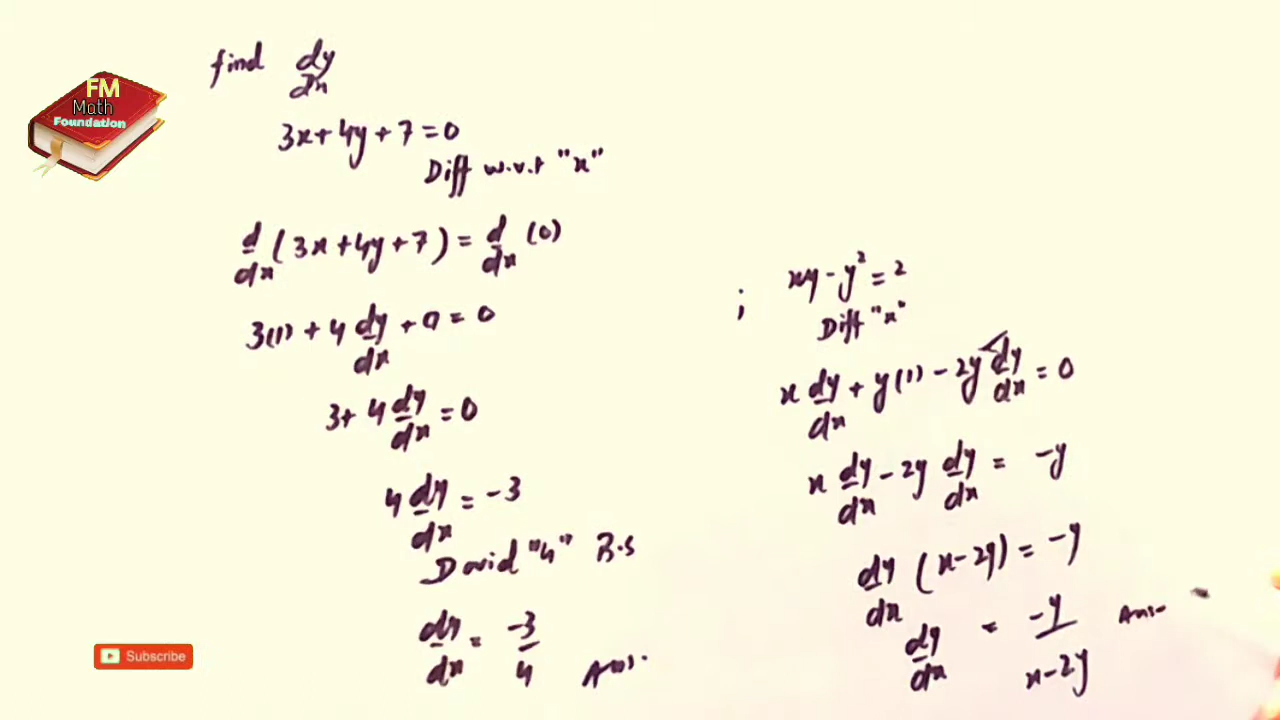 FM
Math
Foundation
find dy/dx
3x+4y+7=0
Diff w.r.t "x"
d/dx(3x+4y+7)=d/dx(0)
3(1)+4 dy/dx+0=0
3+4 dy/dx=0
4 dy/dx=-3
David "4" B.S
dy/dx=-3/4 Ans.
; xy-y²=2
Diff "x"
x dy/dx+y(1)-2y dy/dx=0
x dy/dx-2y dy/dx=-y
dy/dx(x-2y)=-y
dy/dx=-y/x-2y Ans-
Subscribe